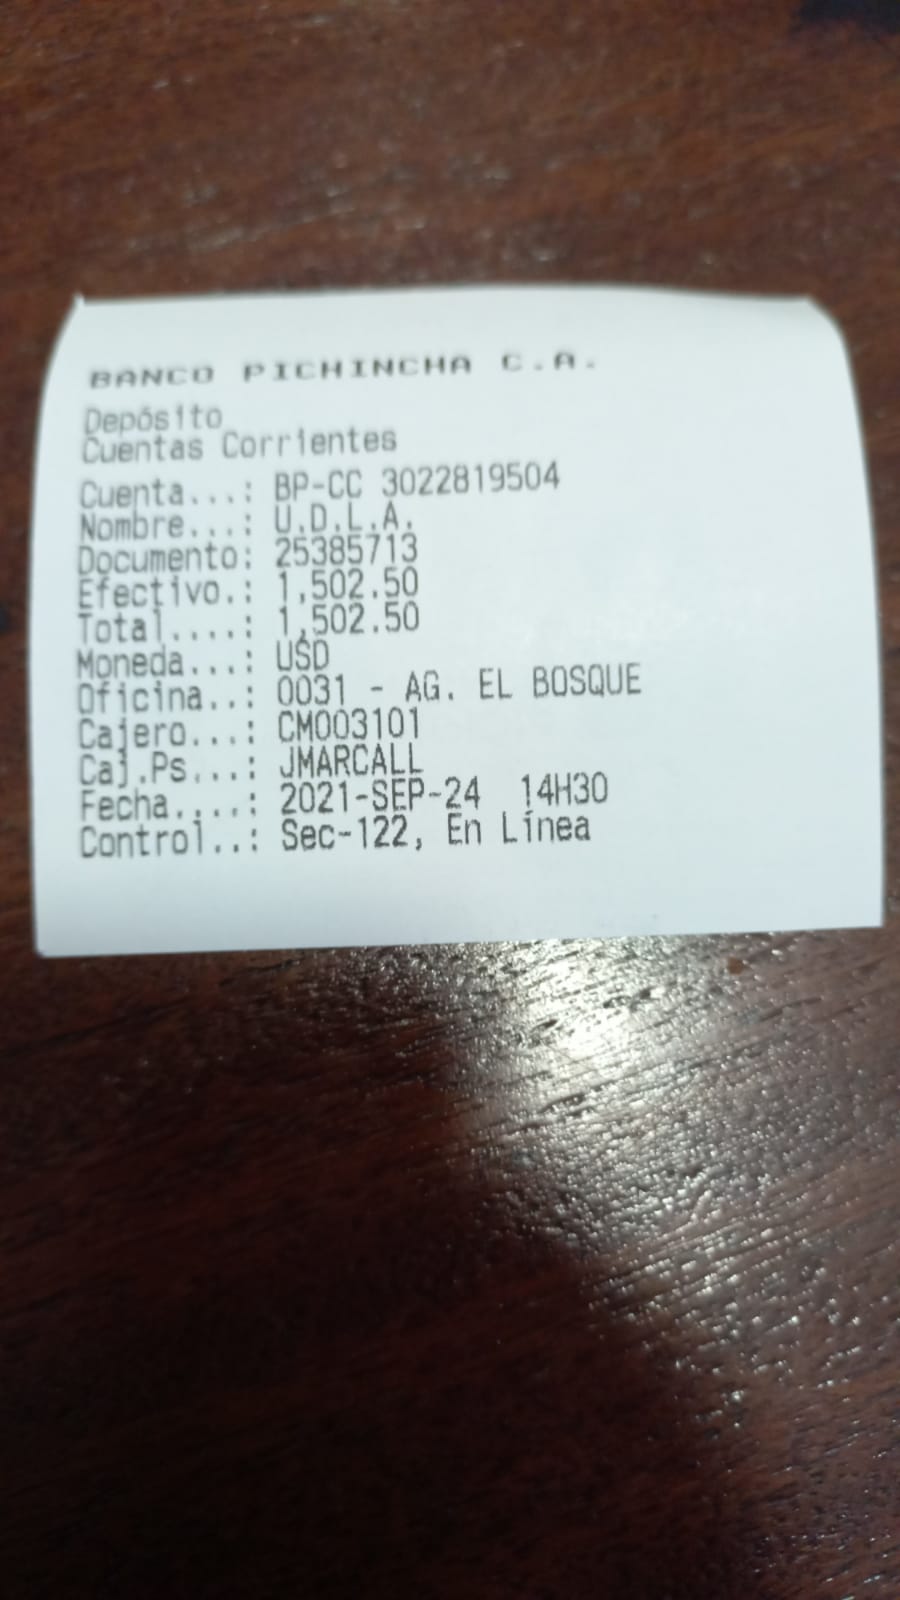 BANCO PICHINCHA C.A.
Depósito
Cuentas Corrientes
Cuenta...: BP-CC 3022819504
Nombre...: U.D.L.A.
Documento: 25385713
Efectivo.: 1,502.50
Total....: 1,502.50
Moneda...: USD
Oficina..: 0031 - AG. EL BOSQUE
Cajero...: CM003101
Caj.Ps...: JMARCALL
Fecha....: 2021-SEP-24  14H30
Control..: Sec-122, En Línea